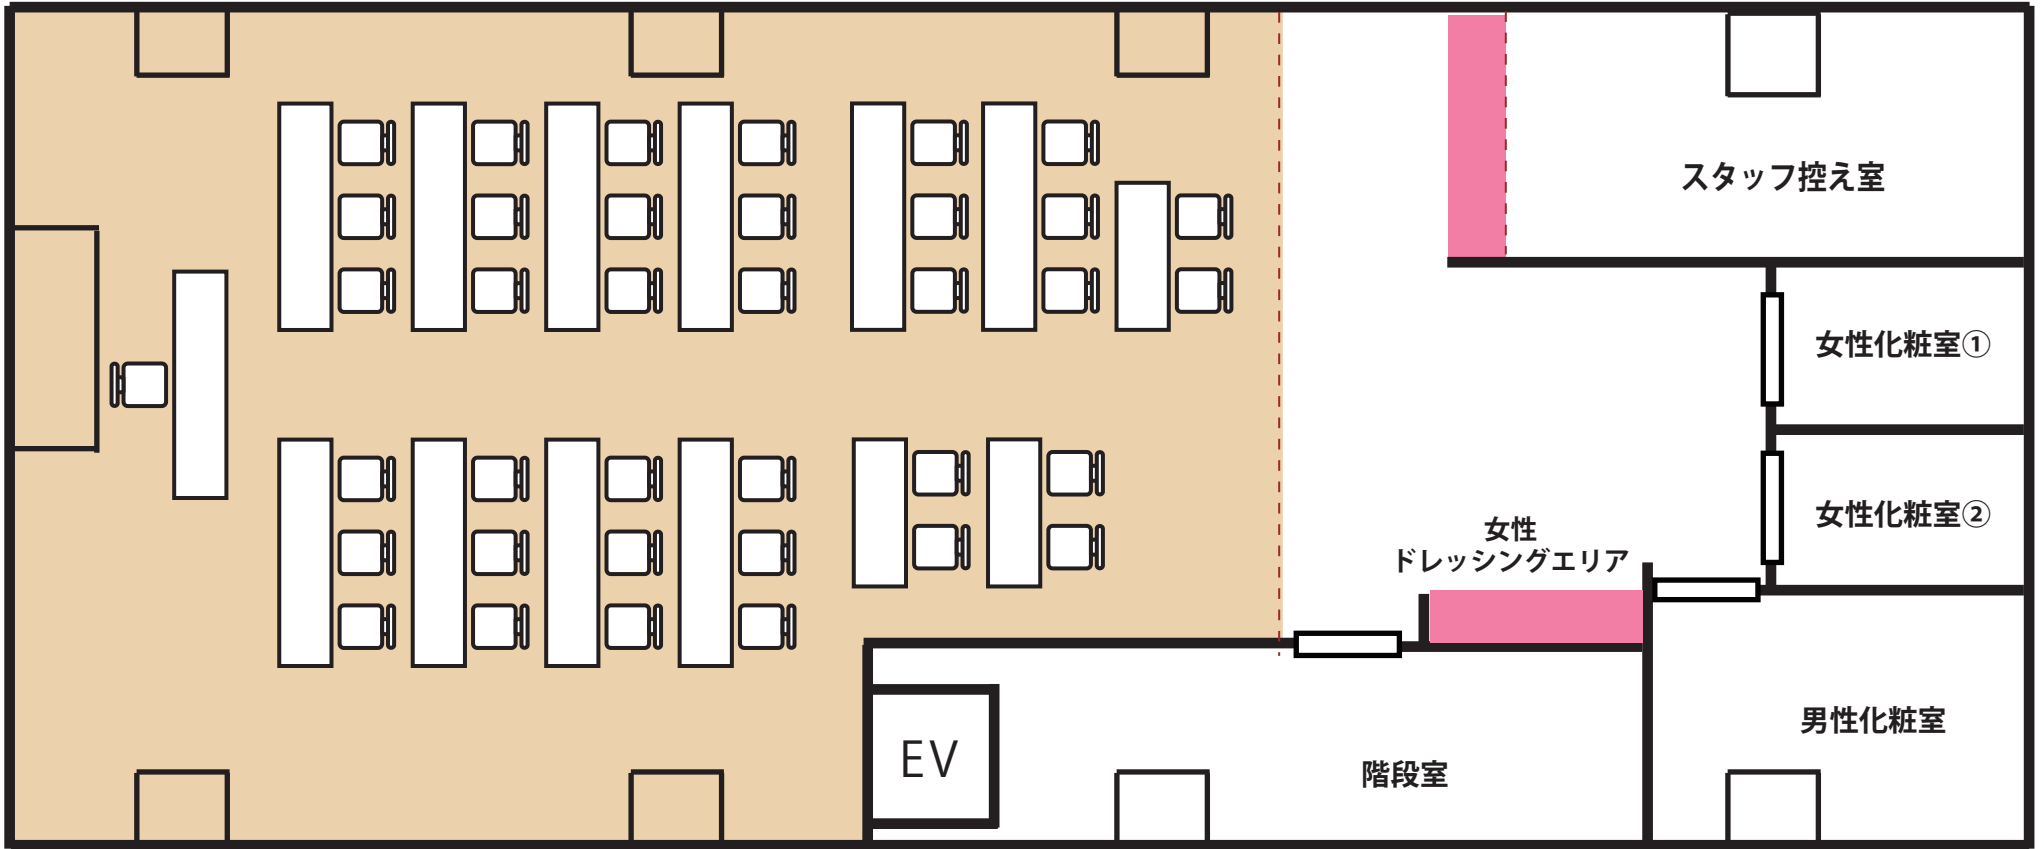 スタッフ控え室
女性化粧室①
女性化粧室②
女性
ドレッシングエリア
男性化粧室
EV
階段室